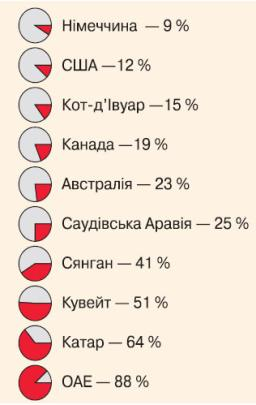 Німеччина — 9 %
США — 12 %
Кот-д'Івуар — 15 %
Канада — 19 %
Австралія — 23 %
Саудівська Аравія — 25 %
Сянган — 41 %
Кувейт — 51 %
Катар — 64 %
ОАЕ — 88 %